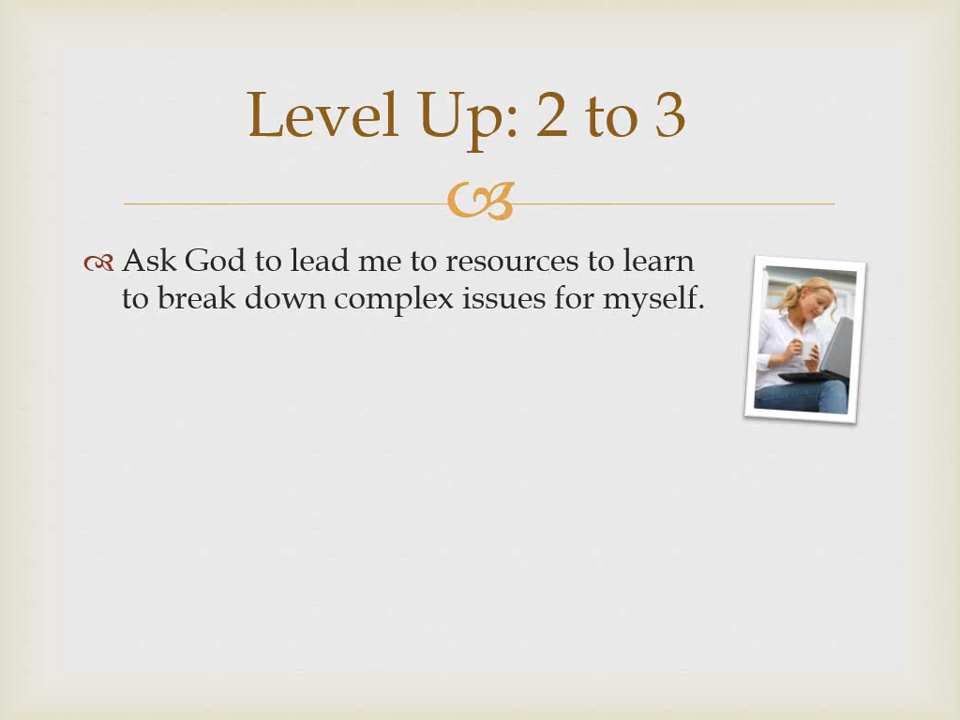 Level Up: 2 to 3
Ask God to lead me to resources to learn
to break down complex issues for myself.